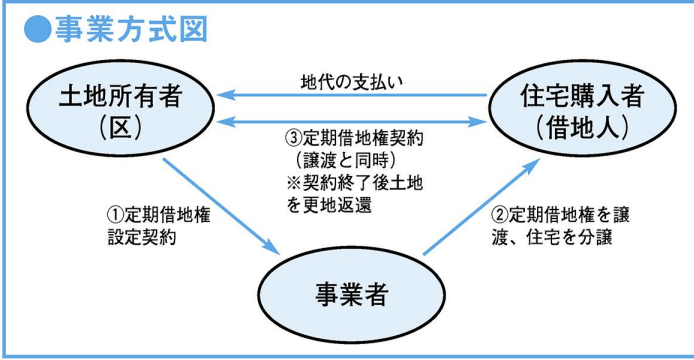 ●事業方式図
地代の支払い
土地所有者
（区）
住宅購入者
（借地人）
③定期借地権契約
（譲渡と同時）
※契約終了後土地
を更地返還
①定期借地権
設定契約
②定期借地権を譲
渡、住宅を分譲
事業者